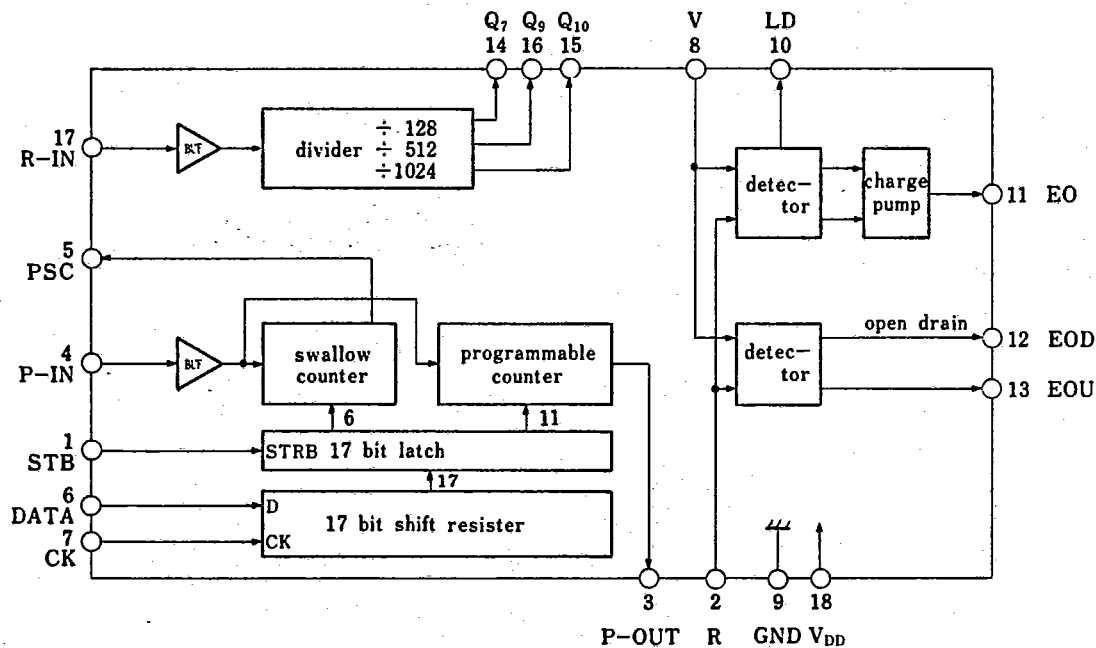 Q7 Q9 Q10 V LD
14 16 15 8 10
17
R-IN
BUF
divider
÷ 128
÷ 512
÷1024
detec-
tor
charge
pump
11 EO
5
PSC
4
P-IN
BUF
swallow
counter
programmable
counter
detec-
tor
open drain
12 EOD
13 EOU
6
11
1
STB
STRB 17 bit latch
17
6
DATA
D
17 bit shift resister
7
CK
CK
3 2 9 18
P-OUT R GND VDD